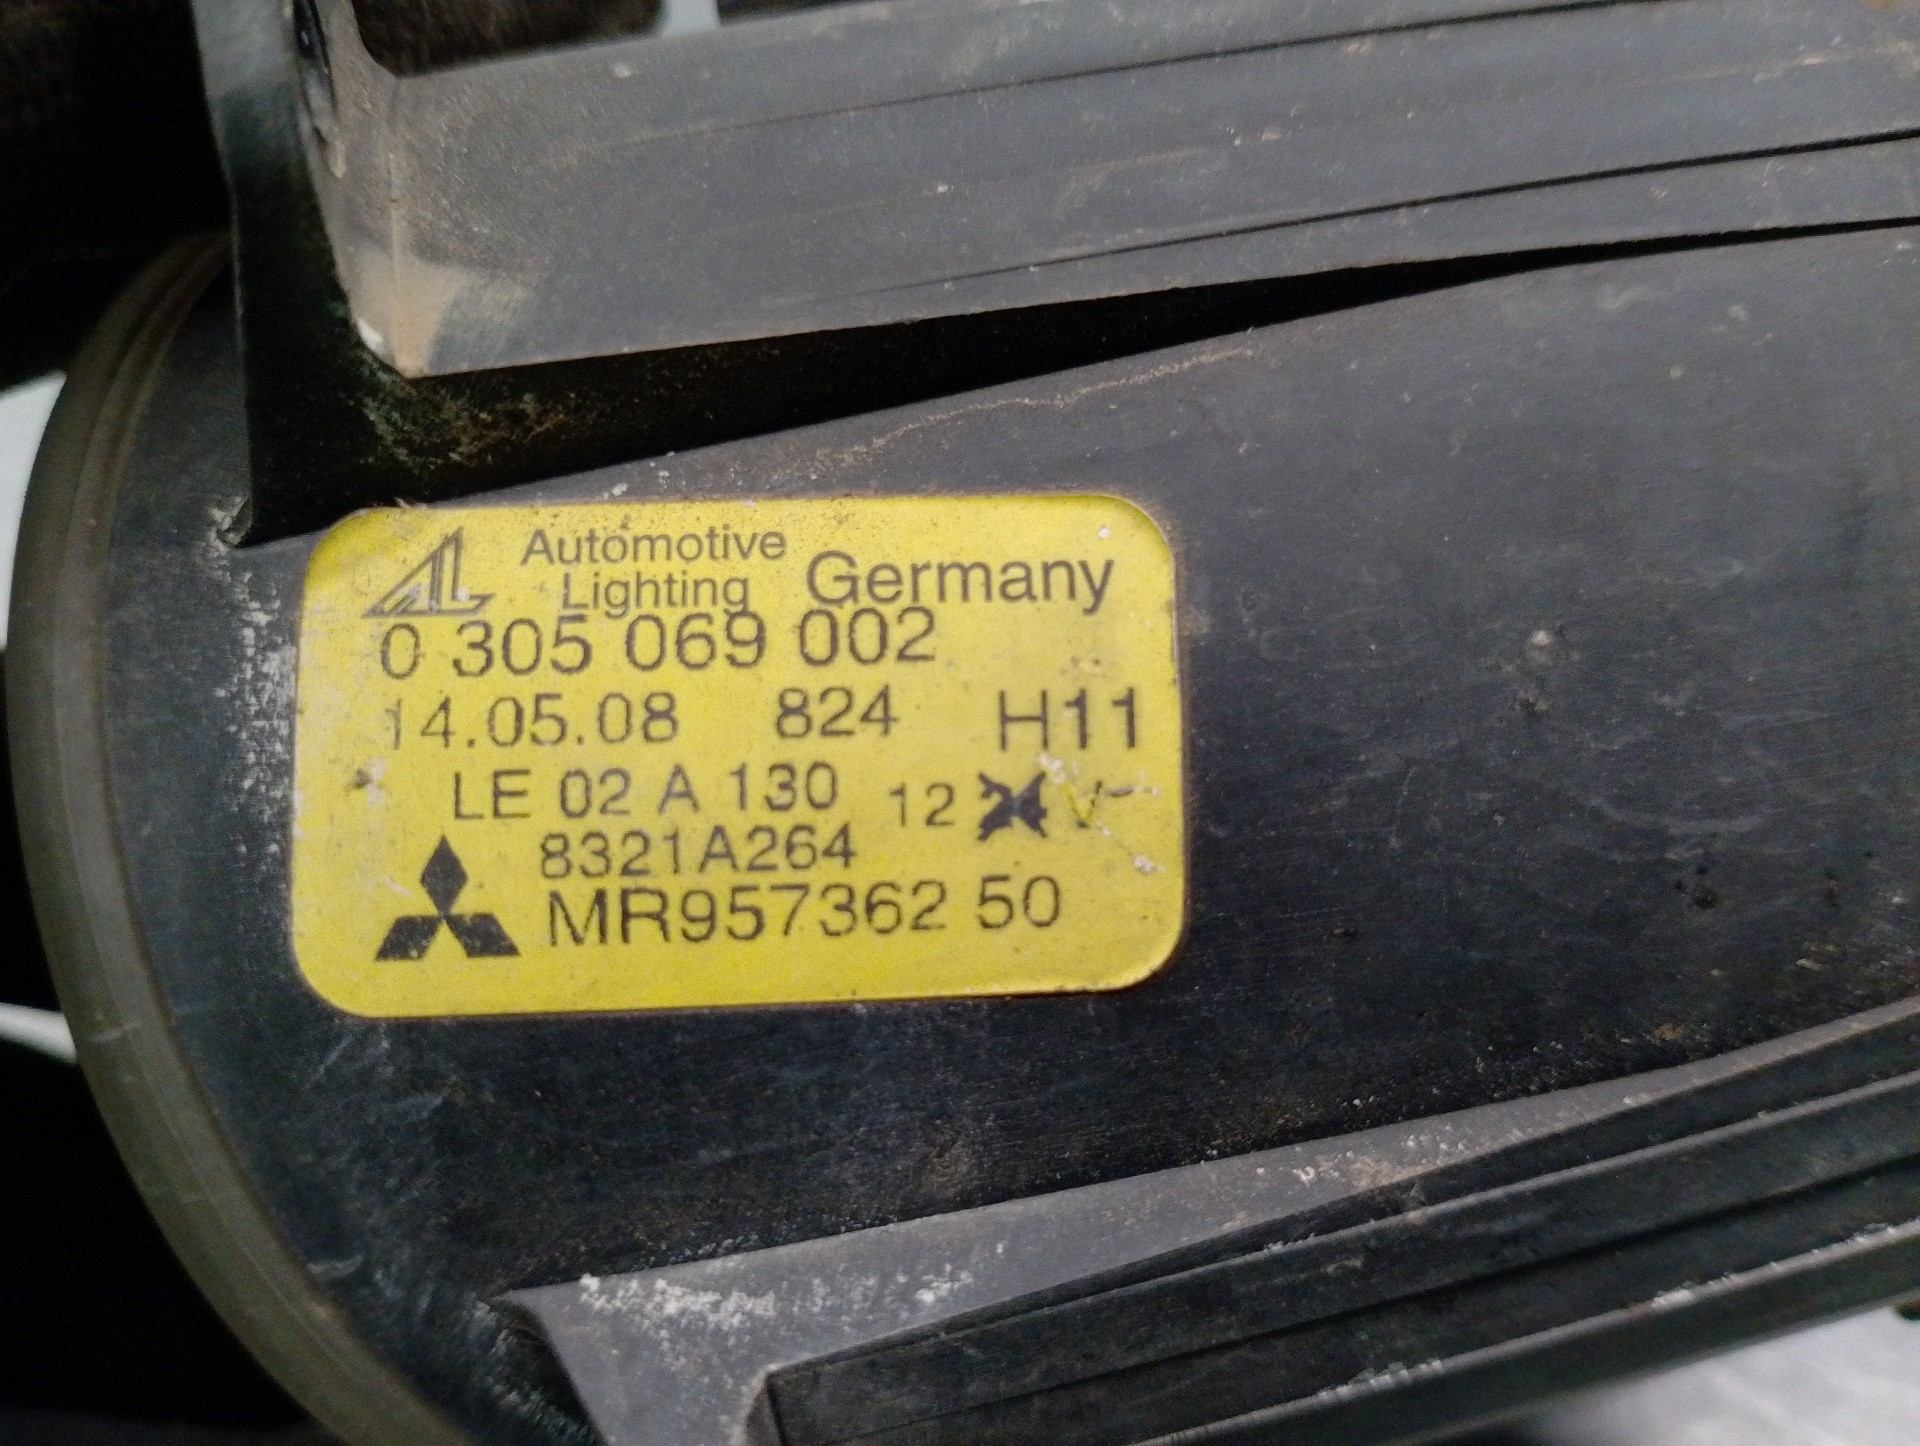 AL Automotive Lighting Germany
0 305 069 002
14.05.08 824 H11
LE 02 A 130 12 V
8321A264
MR957362 50